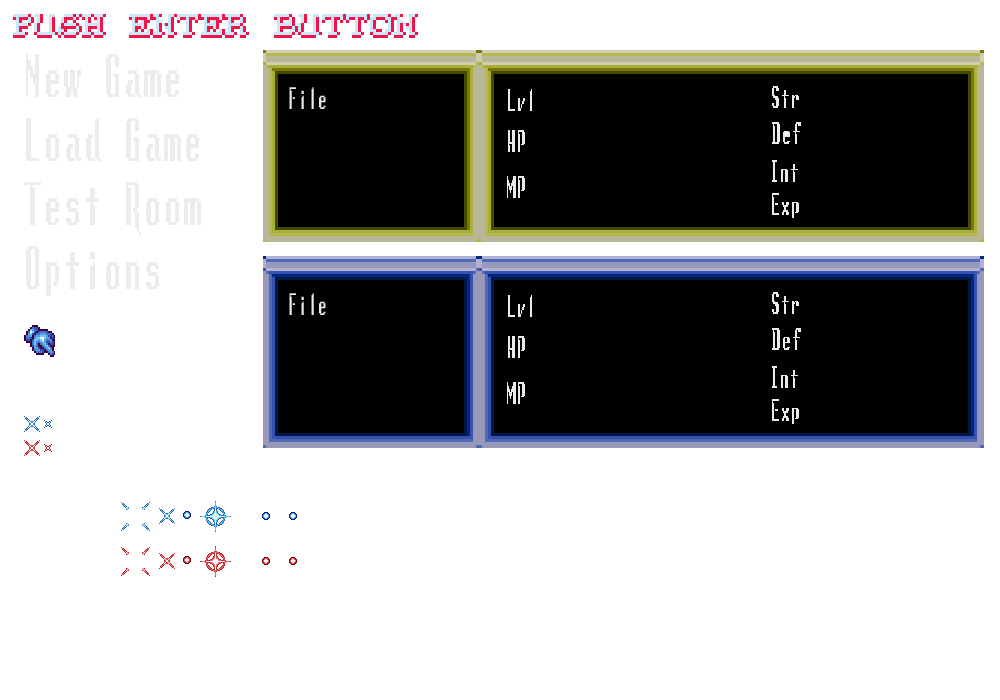 PUSH ENTER BUTTON
New Game
Load Game
Test Room
Options
File
Lvl
HP
MP
Str
Def
Int
Exp
File
Lvl
HP
MP
Str
Def
Int
Exp